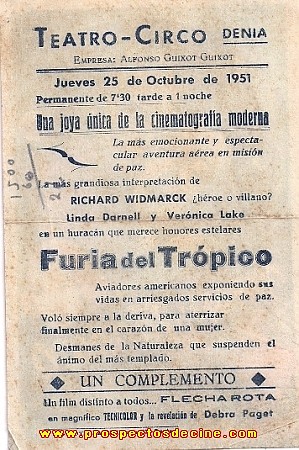 TEATRO-CIRCO DENIA
EMPRESA: ALFONSO GUIXOT GUIXOT
Jueves 25 de Octubre de 1951
Permanente de 7'30 tarde a 1 noche
Una joya única de la cinematografía moderna
La más emocionante y especta-
cular aventura aérea en misión
de paz.
La más grandiosa interpretación de
RICHARD WIDMARCK ¿héroe o villano?
Linda Darnell y Verónica Lake
en un huracán que merece honores estelares
Furia del Trópico
Aviadores americanos exponiendo sus
vidas en arriesgados servicios de paz.
Voló siempre a la deriva, para aterrizar
finalmente en el carazón de una mujer.
Desmanes de la Naturaleza que suspenden el
ánimo del más templado.
UN COMPLEMENTO
Un film distinto a todos... FLECHA ROTA
en magnífico TECNICOLOR y la revelación de Debra Paget
www.prospectosdecine.com
1500